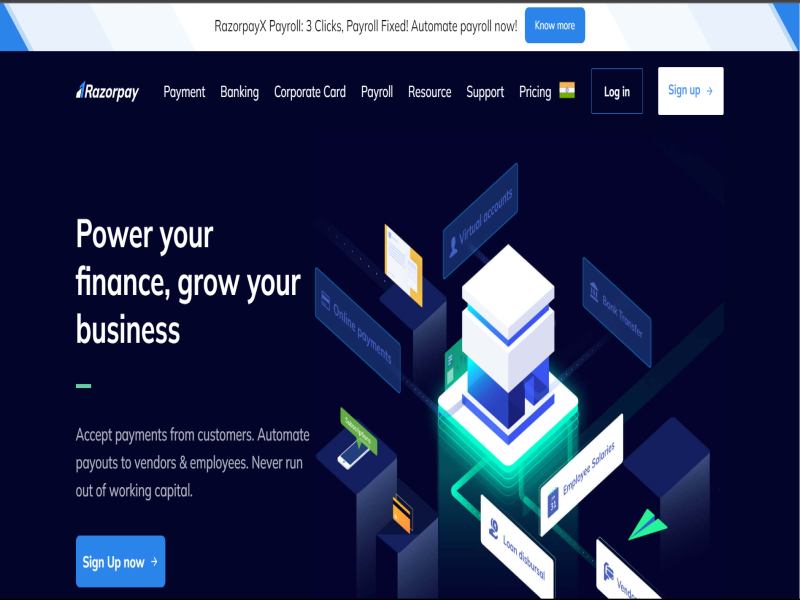 RazorpayX Payroll: 3 Clicks, Payroll Fixed! Automate payroll now! Know more
Razorpay Payment Banking Corporate Card Payroll Resource Support Pricing Log in Sign up →
Power your
finance, grow your
business
Accept payments from customers. Automate
payouts to vendors & employees. Never run
out of working capital.
Sign Up now →
Virtual accounts
Online payments
Bank Transfer
Subscriptions
Employee Salaries
31
Loan disbursal